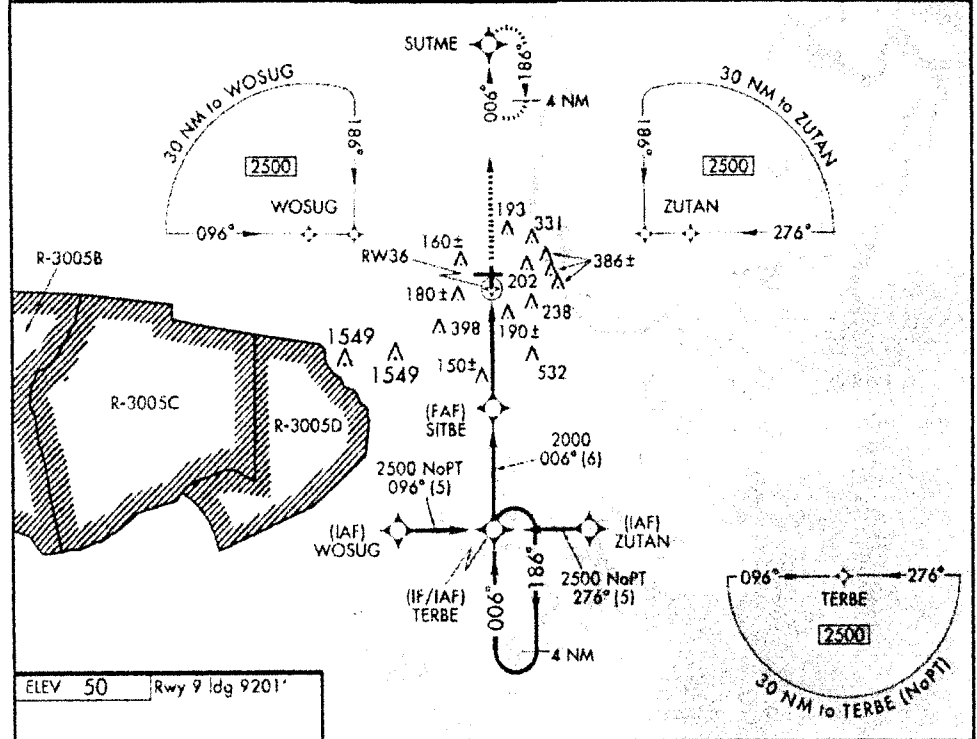 SUTME
006°
186°
4 NM
30 NM to WOSUG
186°
2500
WOSUG
096°
30 NM to ZUTAN
186°
2500
ZUTAN
276°
193
331
160±
RW36
386±
202
180±
238
190±
398
R-3005B
1549
1549
150±
532
R-3005C
R-3005D
(FAF)
SITBE
2000
006° (6)
2500 NoPT
096° (5)
(IAF)
WOSUG
(IAF)
ZUTAN
2500 NoPT
276° (5)
(IF/IAF)
TERBE
006°
186°
4 NM
096°
276°
TERBE
2500
30 NM to TERBE (NoPT)
ELEV 50
Rwy 9 ldg 9201'